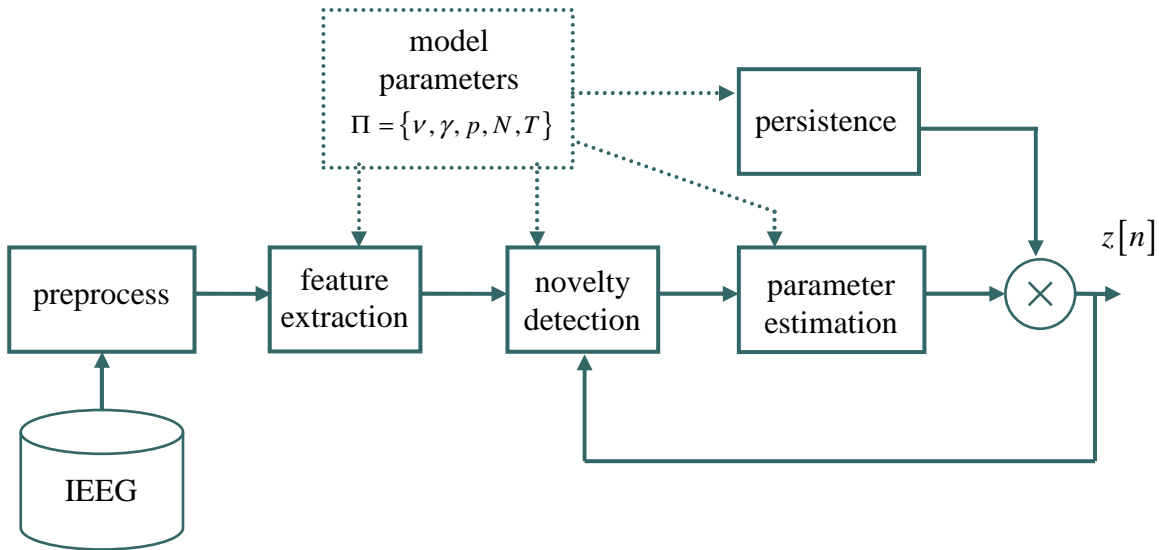 model
parameters
Π = {ν, γ, p, N, T}
persistence
z[n]
preprocess
feature
extraction
novelty
detection
parameter
estimation
×
IEEG